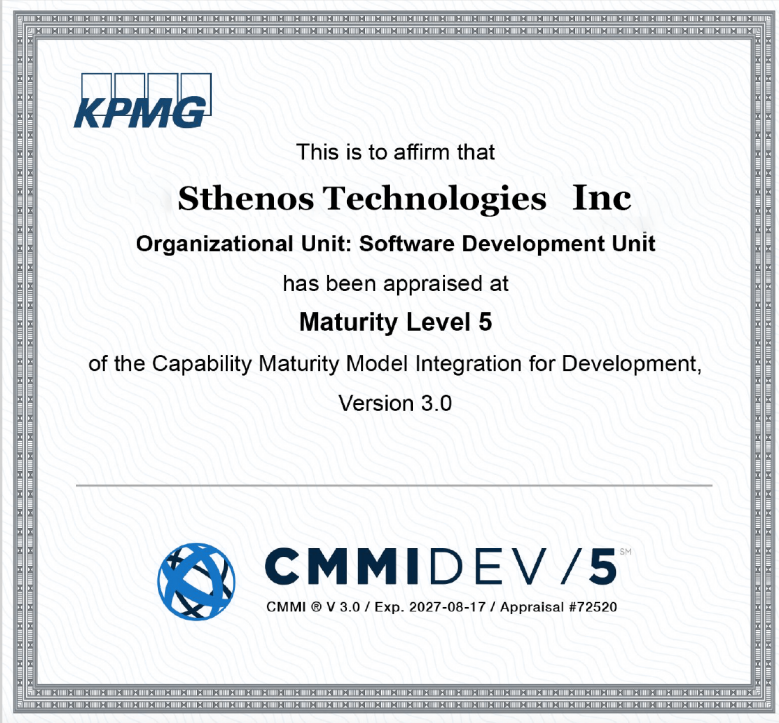 KPMG
This is to affirm that
Sthenos Technologies Inc
Organizational Unit: Software Development Unit
has been appraised at
Maturity Level 5
of the Capability Maturity Model Integration for Development,
Version 3.0
CMMIDEV/5 SM
CMMI ® V 3.0 / Exp. 2027-08-17 / Appraisal #72520